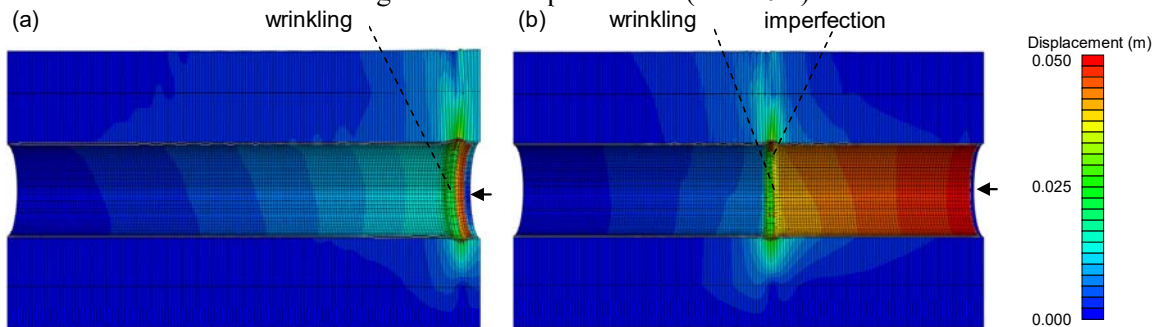 (a)
wrinkling
(b)
wrinkling
imperfection
Displacement (m)
0.050
0.025
0.000